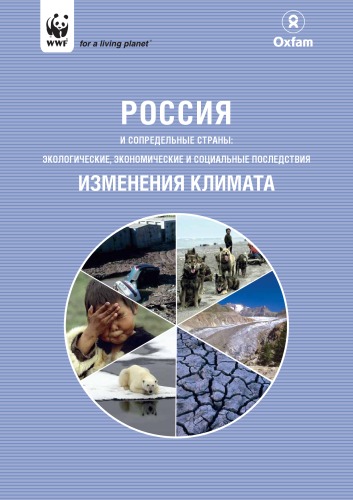 WWF
for a living planet®
Oxfam
РОССИЯ
И СОПРЕДЕЛЬНЫЕ СТРАНЫ:
ЭКОЛОГИЧЕСКИЕ, ЭКОНОМИЧЕСКИЕ И СОЦИАЛЬНЫЕ ПОСЛЕДСТВИЯ
ИЗМЕНЕНИЯ КЛИМАТА